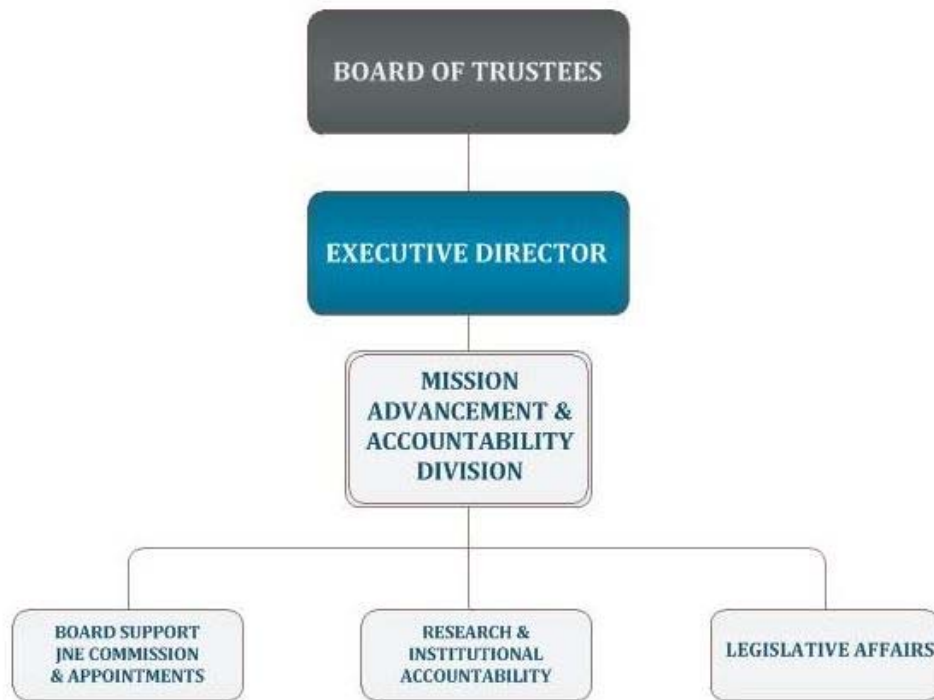 BOARD OF TRUSTEES
EXECUTIVE DIRECTOR
MISSION
ADVANCEMENT &
ACCOUNTABILITY
DIVISION
BOARD SUPPORT
JNE COMMISSION
& APPOINTMENTS
RESEARCH &
INSTITUTIONAL
ACCOUNTABILITY
LEGISLATIVE AFFAIRS